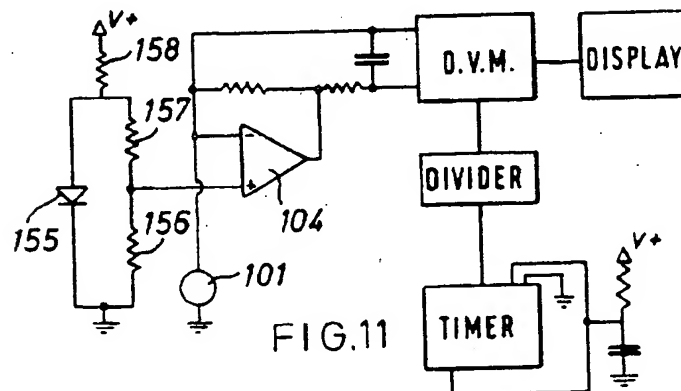 V+
158
157
D.V.M.
DISPLAY
-
+
104
DIVIDER
155
156
101
V+
FIG.11
TIMER